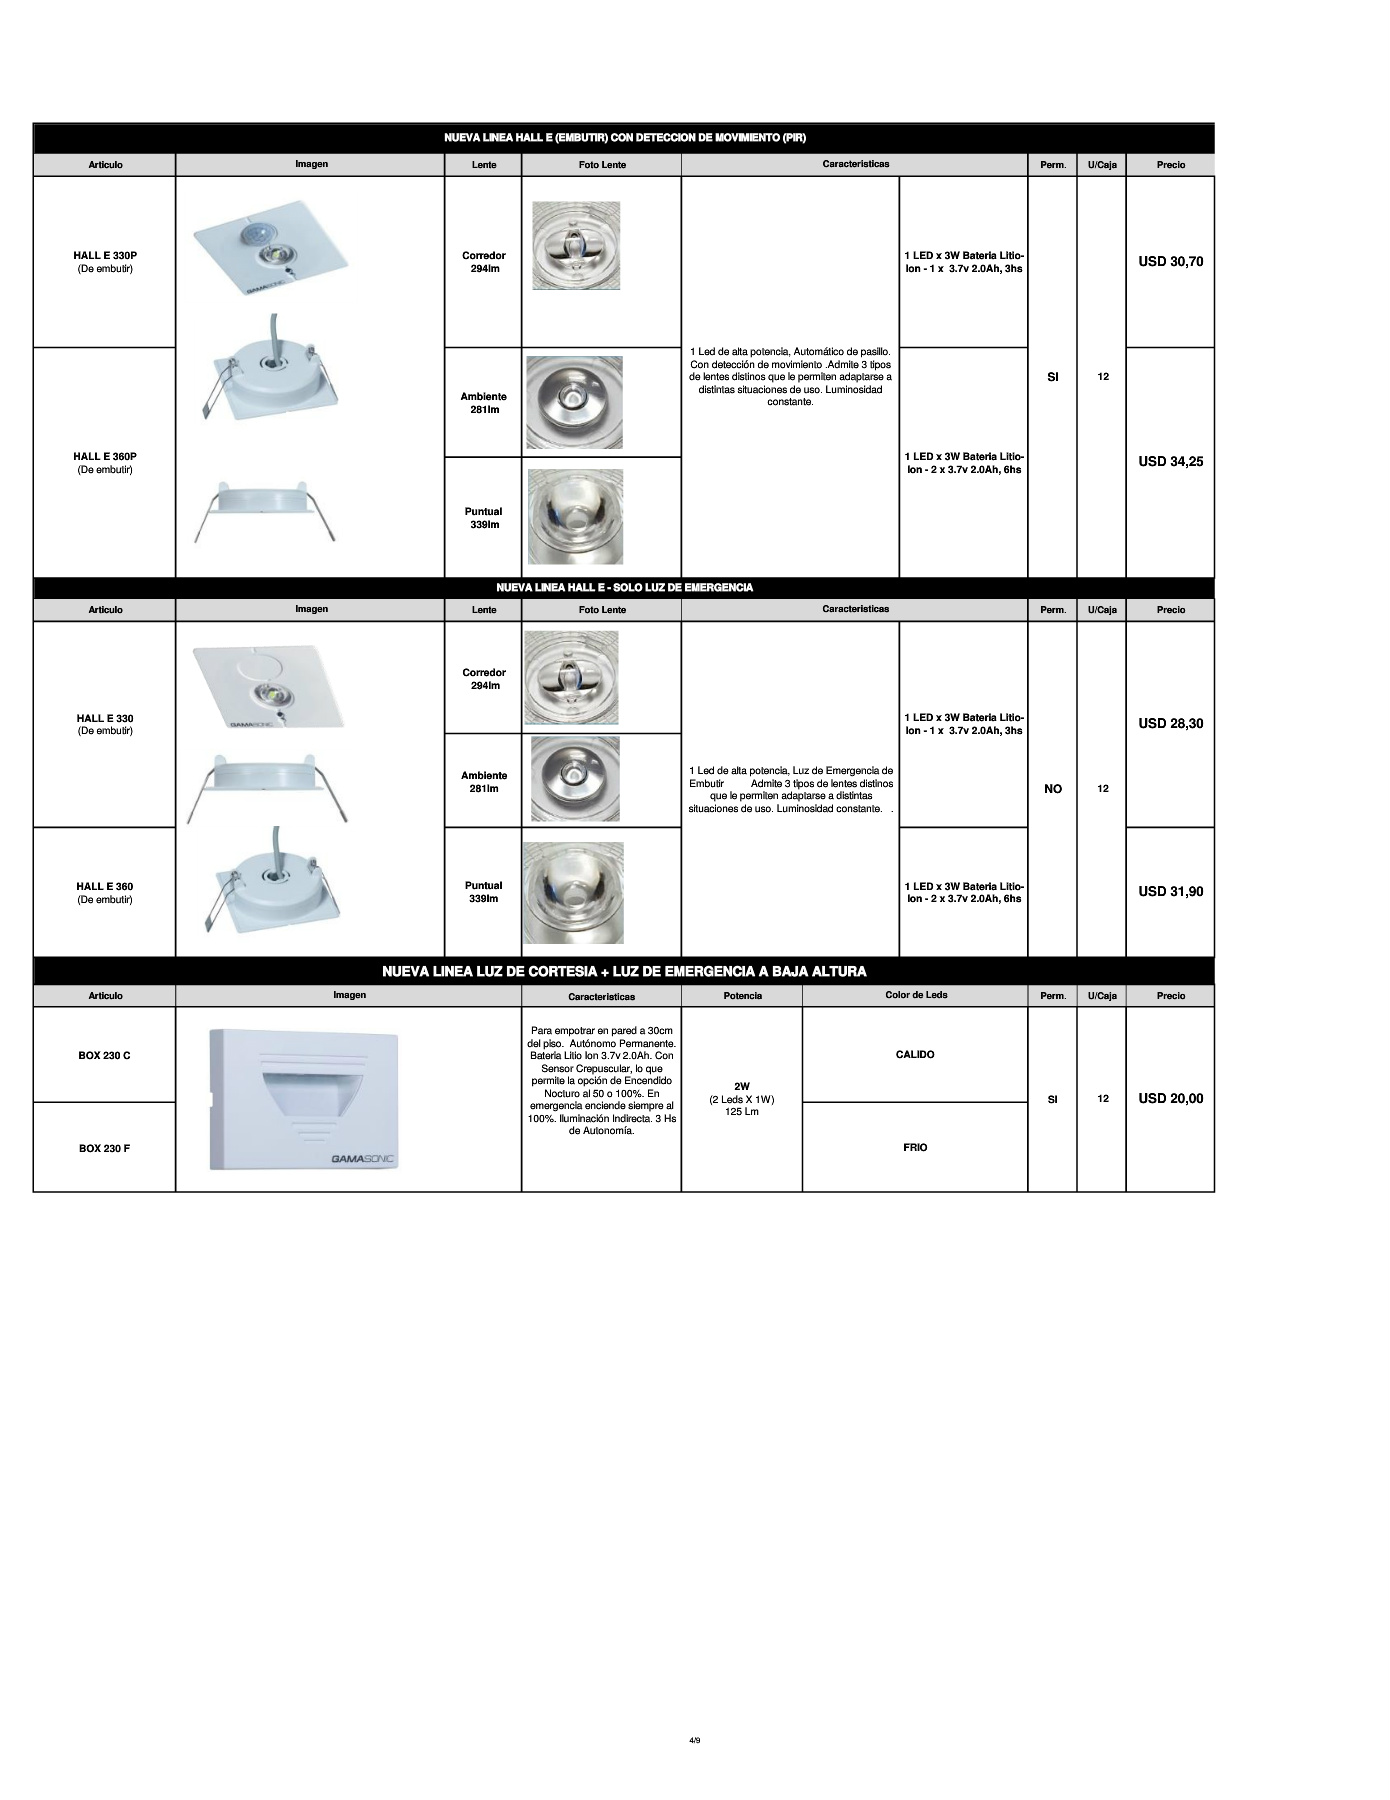 NUEVA LINEA HALL E (EMBUTIR) CON DETECCION DE MOVIMIENTO (PIR)
Articulo Imagen Lente Foto Lente Caracteristicas Perm. U/Caja Precio
HALL E 330P
(De embutir)
GAMASONIC
Corredor
294lm
1 LED x 3W Bateria Litio-
Ion - 1 x 3.7v 2.0Ah, 3hs
USD 30,70
1 Led de alta potencia, Automático de pasillo.
Con detección de movimiento .Admite 3 tipos
de lentes distinos que le permiten adaptarse a
distintas situaciones de uso. Luminosidad
constante.
SI
12
Ambiente
281lm
HALL E 360P
(De embutir)
1 LED x 3W Bateria Litio-
Ion - 2 x 3.7v 2.0Ah, 6hs
USD 34,25
Puntual
339lm
NUEVA LINEA HALL E - SOLO LUZ DE EMERGENCIA
Articulo Imagen Lente Foto Lente Caracteristicas Perm. U/Caja Precio
Corredor
294lm
HALL E 330
(De embutir)
GAMASONIC
1 LED x 3W Bateria Litio-
Ion - 1 x 3.7v 2.0Ah, 3hs
USD 28,30
Ambiente
281lm
1 Led de alta potencia, Luz de Emergencia de
Embutir Admite 3 tipos de lentes distinos
que le permiten adaptarse a distintas
situaciones de uso. Luminosidad constante. .
NO
12
HALL E 360
(De embutir)
Puntual
339lm
1 LED x 3W Bateria Litio-
Ion - 2 x 3.7v 2.0Ah, 6hs
USD 31,90
NUEVA LINEA LUZ DE CORTESIA + LUZ DE EMERGENCIA A BAJA ALTURA
Articulo Imagen Caracteristicas Potencia Color de Leds Perm. U/Caja Precio
BOX 230 C
GAMASONIC
Para empotrar en pared a 30cm
del piso. Autónomo Permanente.
Bateria Litio Ion 3.7v 2.0Ah. Con
Sensor Crepuscular, lo que
permite la opción de Encendido
Nocturo al 50 o 100%. En
emergencia enciende siempre al
100%. Iluminación Indirecta. 3 Hs
de Autonomía.
2W
(2 Leds X 1W)
125 Lm
CALIDO
SI
12
USD 20,00
BOX 230 F
FRIO
4/9